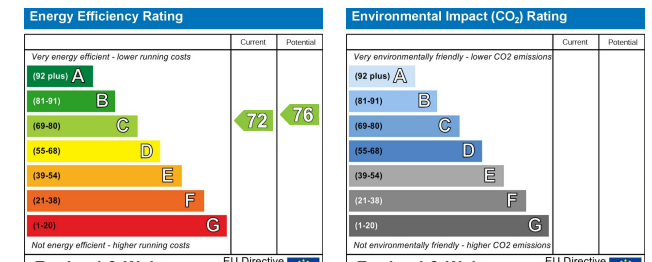 Energy Efficiency Rating
Current Potential
Very energy efficient - lower running costs
(92 plus) A
(81-91) B
(69-80) C
72 76
(55-68) D
(39-54) E
(21-38) F
(1-20) G
Not energy efficient - higher running costs
EU Directive
Environmental Impact (CO₂) Rating
Current Potential
Very environmentally friendly - lower CO2 emissions
(92 plus) A
(81-91) B
(69-80) C
(55-68) D
(39-54) E
(21-38) F
(1-20) G
Not environmentally friendly - higher CO2 emissions
EU Directive